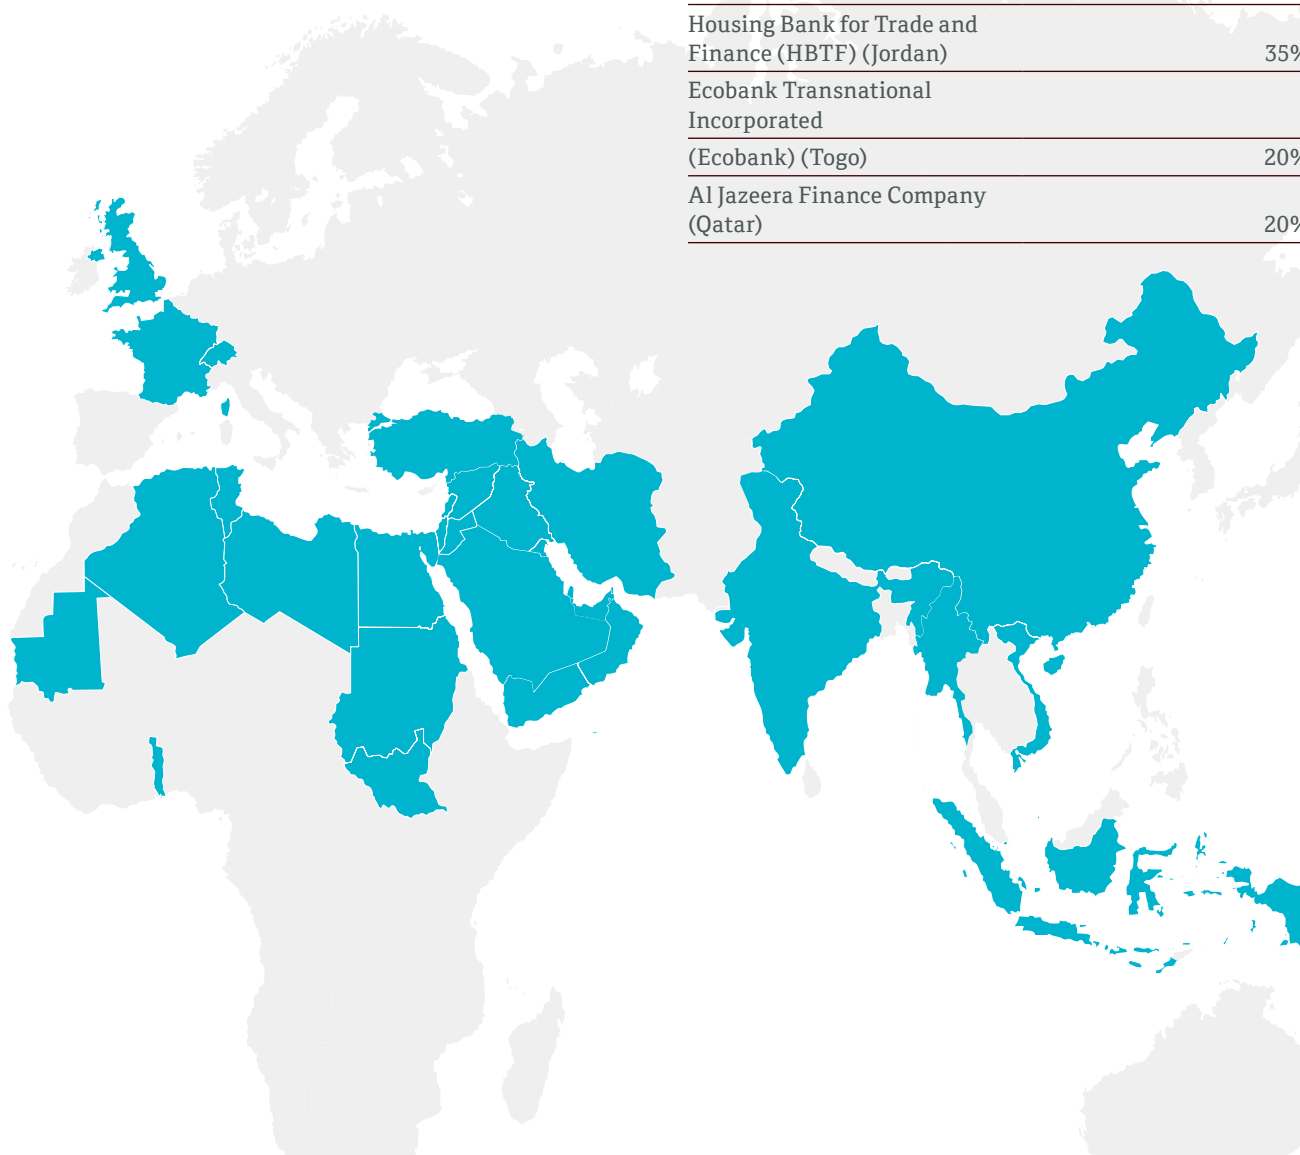 Housing Bank for Trade and
Finance (HBTF) (Jordan) 35%
Ecobank Transnational
Incorporated
(Ecobank) (Togo) 20%
Al Jazeera Finance Company
(Qatar) 20%